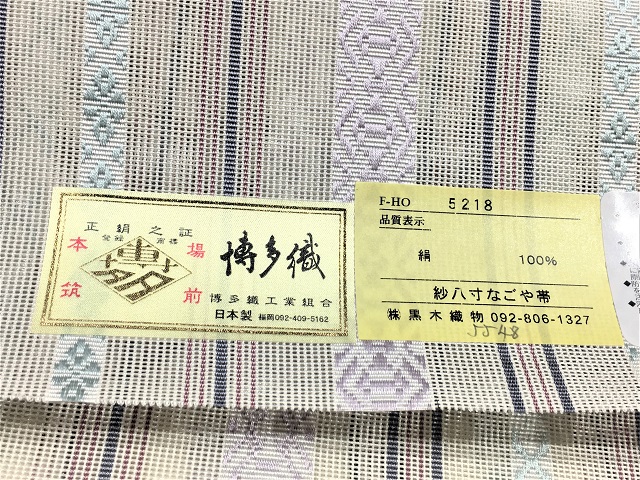 正絹之証
登録 商標
本 場
筑 前
博多織
博多織工業組合
日本製 福岡092-409-5162
F-HO 5218
品質表示
絹 100%
紗八寸なごや帯
㈱黒木織物 092-806-1327
5548